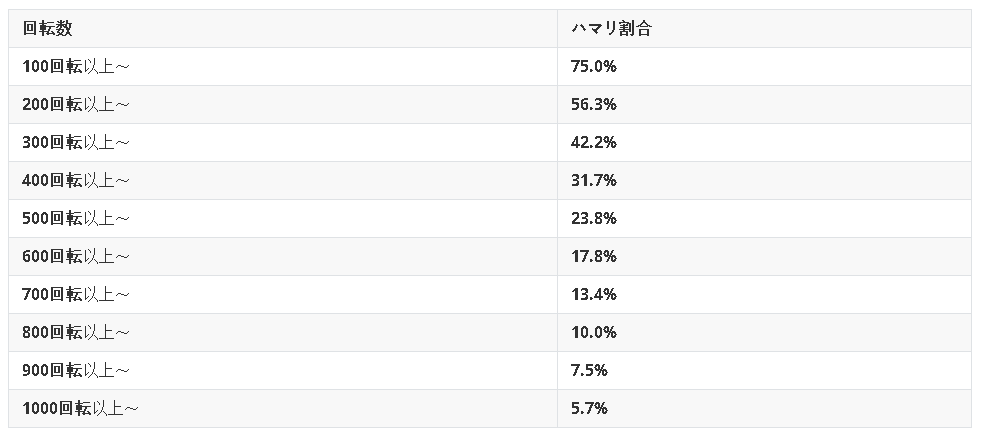 回転数 ハマリ割合
100回転以上～ 75.0%
200回転以上～ 56.3%
300回転以上～ 42.2%
400回転以上～ 31.7%
500回転以上～ 23.8%
600回転以上～ 17.8%
700回転以上～ 13.4%
800回転以上～ 10.0%
900回転以上～ 7.5%
1000回転以上～ 5.7%